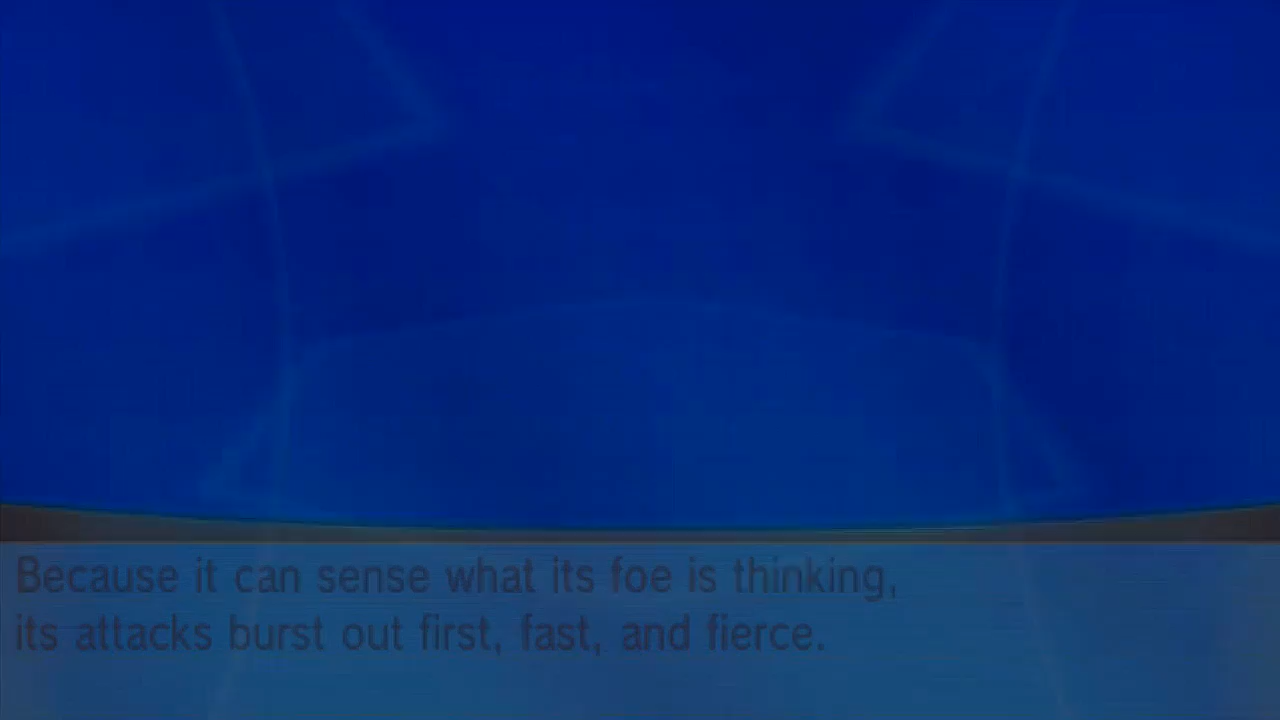 Because it can sense what its foe is thinking,
its attacks burst out first, fast, and fierce.